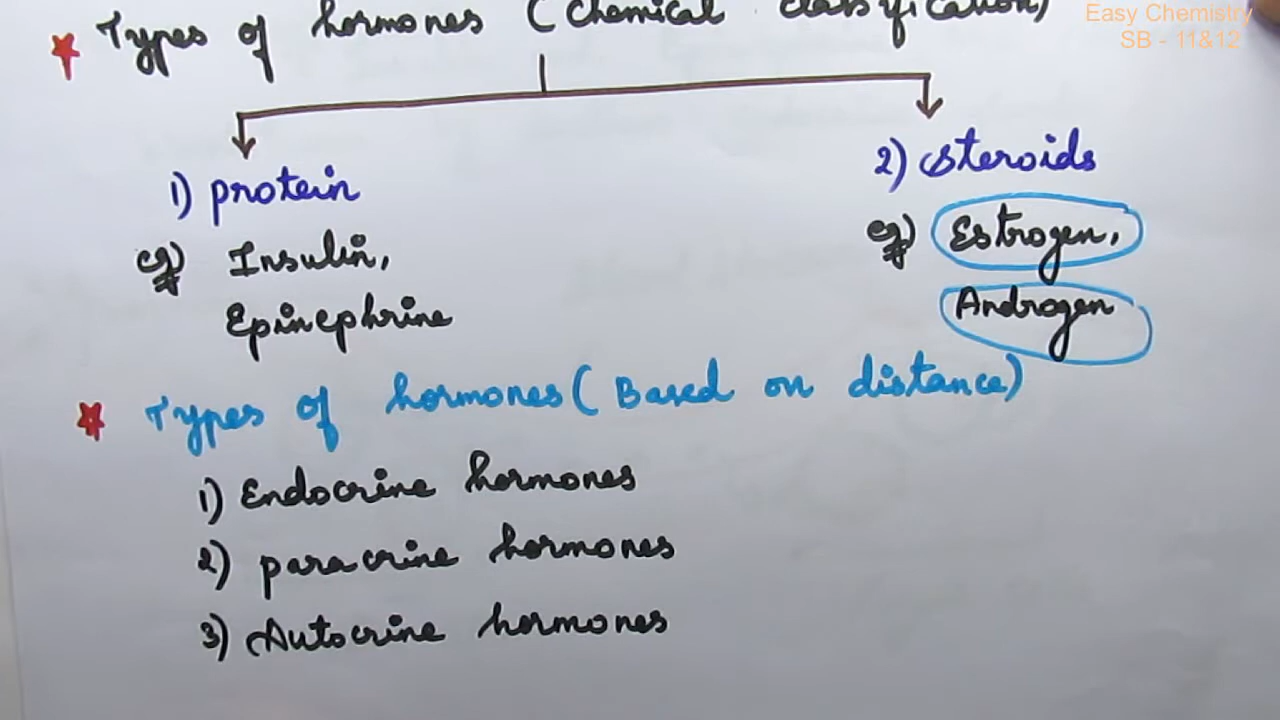 Easy Chemistry
SB - 11&12
Types of hormones (Chemical classification)
1) protein
eg) Insulin,
Epinephrine
2) Steroids
eg) Estrogen,
Androgen
Types of hormones (Based on distance)
1) Endocrine hormones
2) paracrine hormones
3) Autocrine hormones